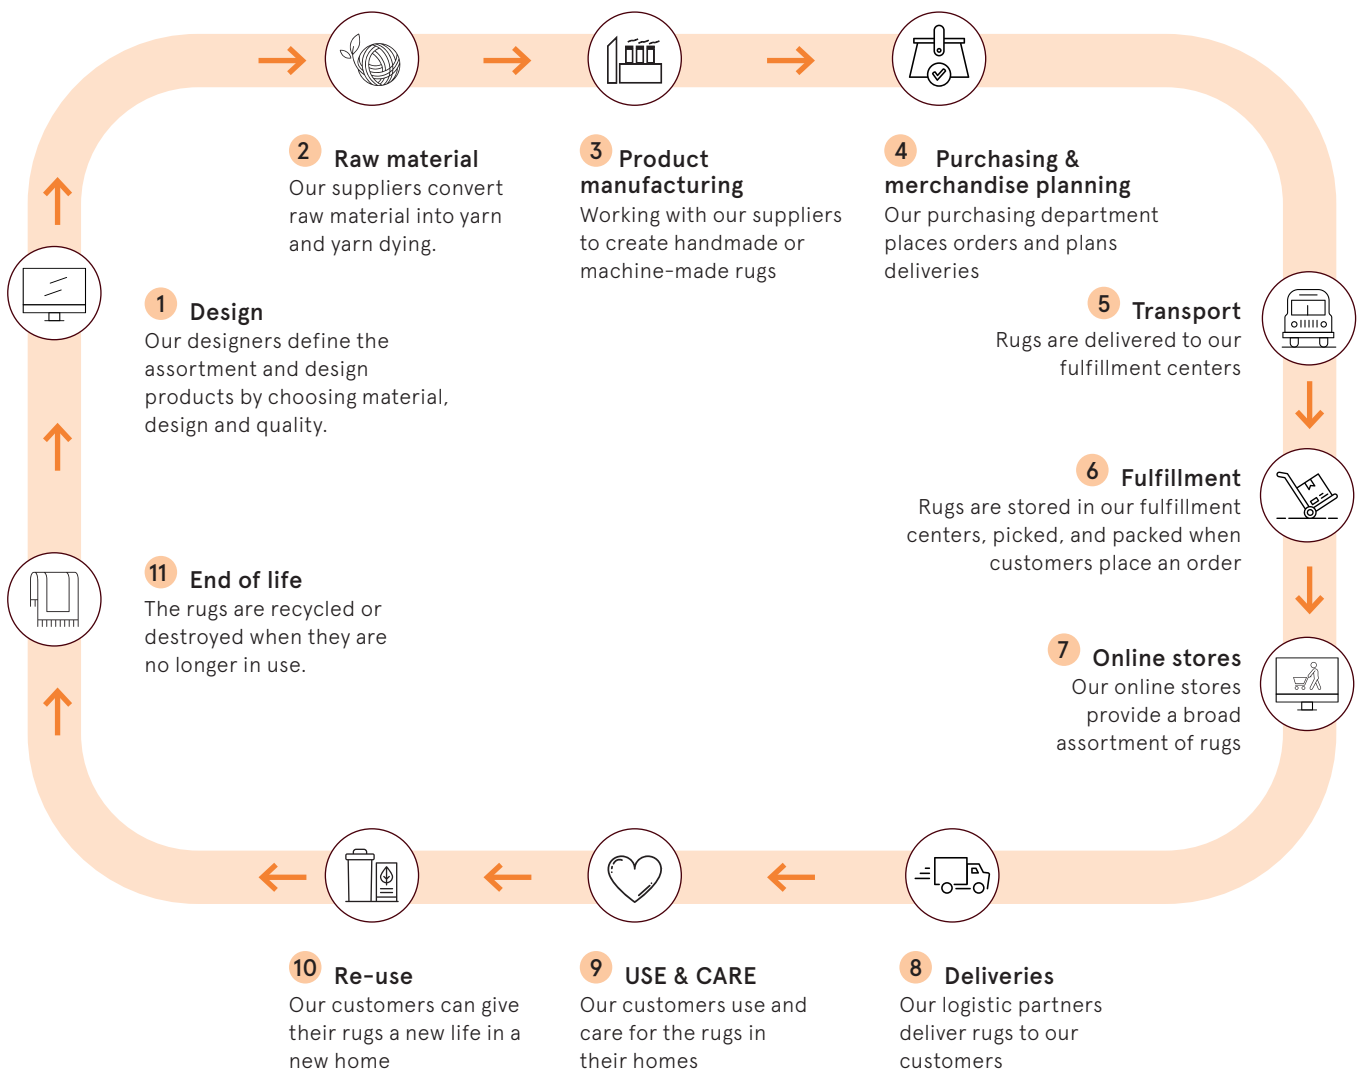 1 Design
Our designers define the
assortment and design
products by choosing material,
design and quality.
2 Raw material
Our suppliers convert
raw material into yarn
and yarn dying.
3 Product
manufacturing
Working with our suppliers
to create handmade or
machine-made rugs
4 Purchasing &
merchandise planning
Our purchasing department
places orders and plans
deliveries
5 Transport
Rugs are delivered to our
fulfillment centers
6 Fulfillment
Rugs are stored in our fulfillment
centers, picked, and packed when
customers place an order
7 Online stores
Our online stores
provide a broad
assortment of rugs
8 Deliveries
Our logistic partners
deliver rugs to our
customers
9 USE & CARE
Our customers use and
care for the rugs in
their homes
10 Re-use
Our customers can give
their rugs a new life in a
new home
11 End of life
The rugs are recycled or
destroyed when they are
no longer in use.